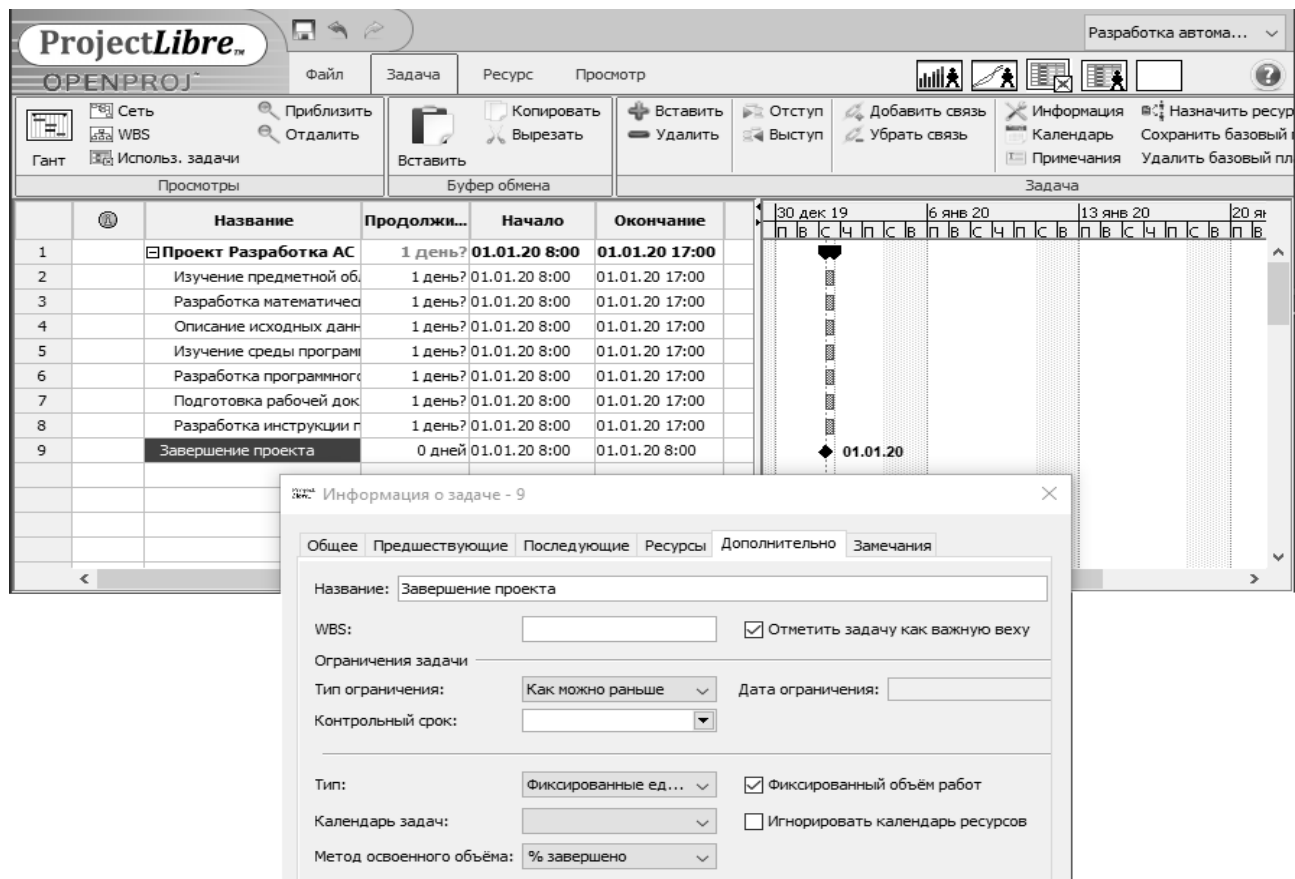 ProjectLibre™
OPENPROJ
Разработка автома...
Файл Задача Ресурс Просмотр
Сеть Приблизить Копировать Вставить Отступ Добавить связь Информация Назначить ресур
WBS Отдалить Вырезать Удалить Выступ Убрать связь Календарь Сохранить базовый
Гант Использ. задачи Вставить Примечания Удалить базовый пл
Просмотры Буфер обмена Задача
Название Продолжи... Начало Окончание
30 дек 19 6 янв 20 13 янв 20 20 ян
П В С Ч П С В П В С Ч П С В П В С Ч П С В П В
1 Проект Разработка АС 1 день? 01.01.20 8:00 01.01.20 17:00
2 Изучение предметной об 1 день? 01.01.20 8:00 01.01.20 17:00
3 Разработка математичес 1 день? 01.01.20 8:00 01.01.20 17:00
4 Описание исходных данн 1 день? 01.01.20 8:00 01.01.20 17:00
5 Изучение среды програм 1 день? 01.01.20 8:00 01.01.20 17:00
6 Разработка программног 1 день? 01.01.20 8:00 01.01.20 17:00
7 Подготовка рабочей док 1 день? 01.01.20 8:00 01.01.20 17:00
8 Разработка инструкции п 1 день? 01.01.20 8:00 01.01.20 17:00
9 Завершение проекта 0 дней 01.01.20 8:00 01.01.20 8:00 01.01.20
Информация о задаче - 9
Общее Предшествующие Последующие Ресурсы Дополнительно Замечания
Название: Завершение проекта
WBS: Отметить задачу как важную веху
Ограничения задачи
Тип ограничения: Как можно раньше Дата ограничения:
Контрольный срок:
Тип: Фиксированные ед... Фиксированный объём работ
Календарь задач: Игнорировать календарь ресурсов
Метод освоенного объёма: % завершено